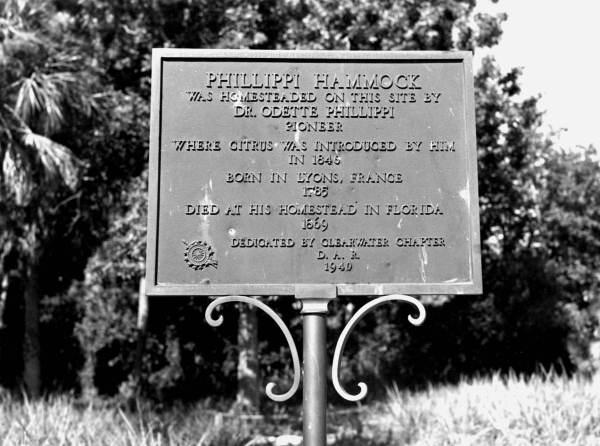 PHILLIPPI HAMMOCK
WAS HOMESTEADED ON THIS SITE BY
DR. ODETTE PHILLIPPI
PIONEER
WHERE CITRUS WAS INTRODUCED BY HIM
IN 1846
BORN IN LYONS, FRANCE
1785
DIED AT HIS HOMESTEAD IN FLORIDA
1869
DEDICATED BY CLEARWATER CHAPTER
D. A. R.
1940